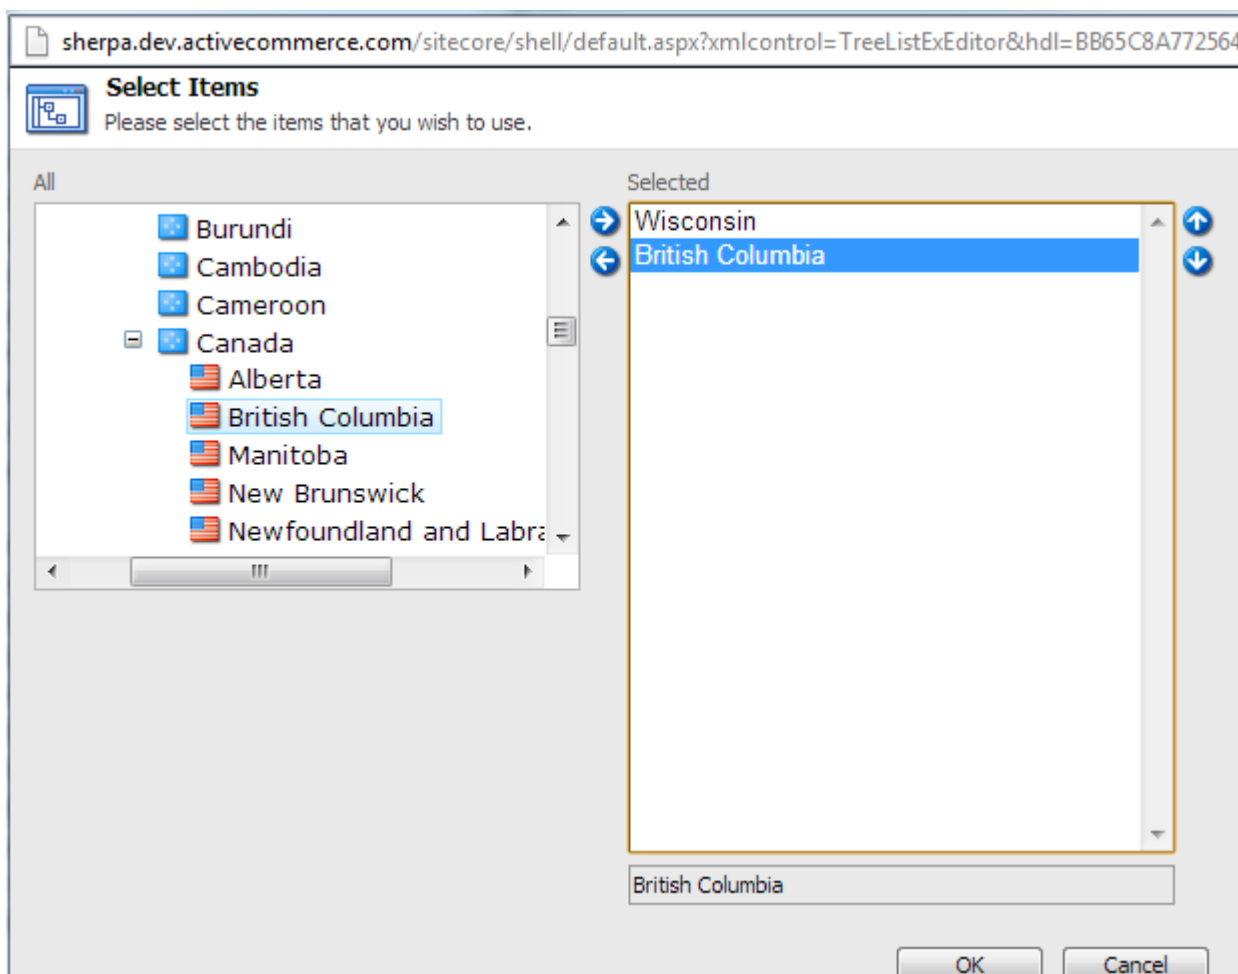 sherpa.dev.activecommerce.com/sitecore/shell/default.aspx?xmlcontrol=TreeListExEditor&hdl=BB65C8A772564
Select Items
Please select the items that you wish to use.
All
Burundi
Cambodia
Cameroon
Canada
Alberta
British Columbia
Manitoba
New Brunswick
Newfoundland and Labra
Selected
Wisconsin
British Columbia
British Columbia
OK
Cancel